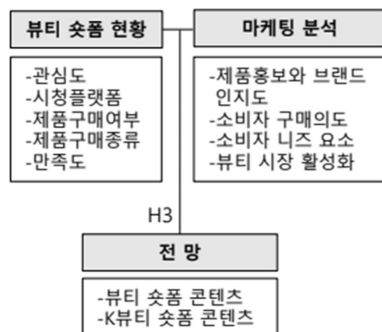 뷰티 숏폼 현황
-관심도
-시청플랫폼
-제품구매여부
-제품구매종류
-만족도
마케팅 분석
-제품홍보와 브랜드
인지도
-소비자 구매의도
-소비자 니즈 요소
-뷰티 시장 활성화
H3
전 망
-뷰티 숏폼 콘텐츠
-K뷰티 숏폼 콘텐츠